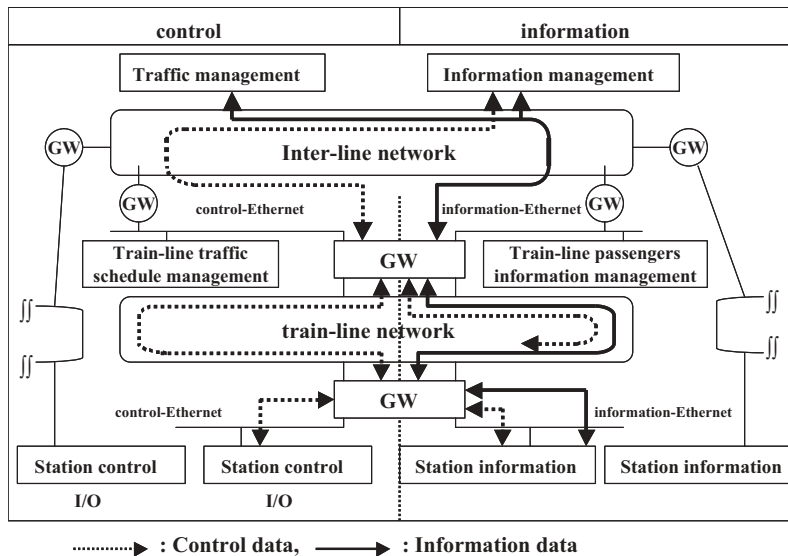 control
information
Traffic management
Information management
GW
Inter-line network
GW
GW
GW
control-Ethernet
information-Ethernet
Train-line traffic
schedule management
GW
Train-line passengers
information management
∫∫
∫∫
train-line network
∫∫
∫∫
GW
control-Ethernet
information-Ethernet
Station control
Station control
Station information
Station information
I/O
I/O
: Control data,
: Information data